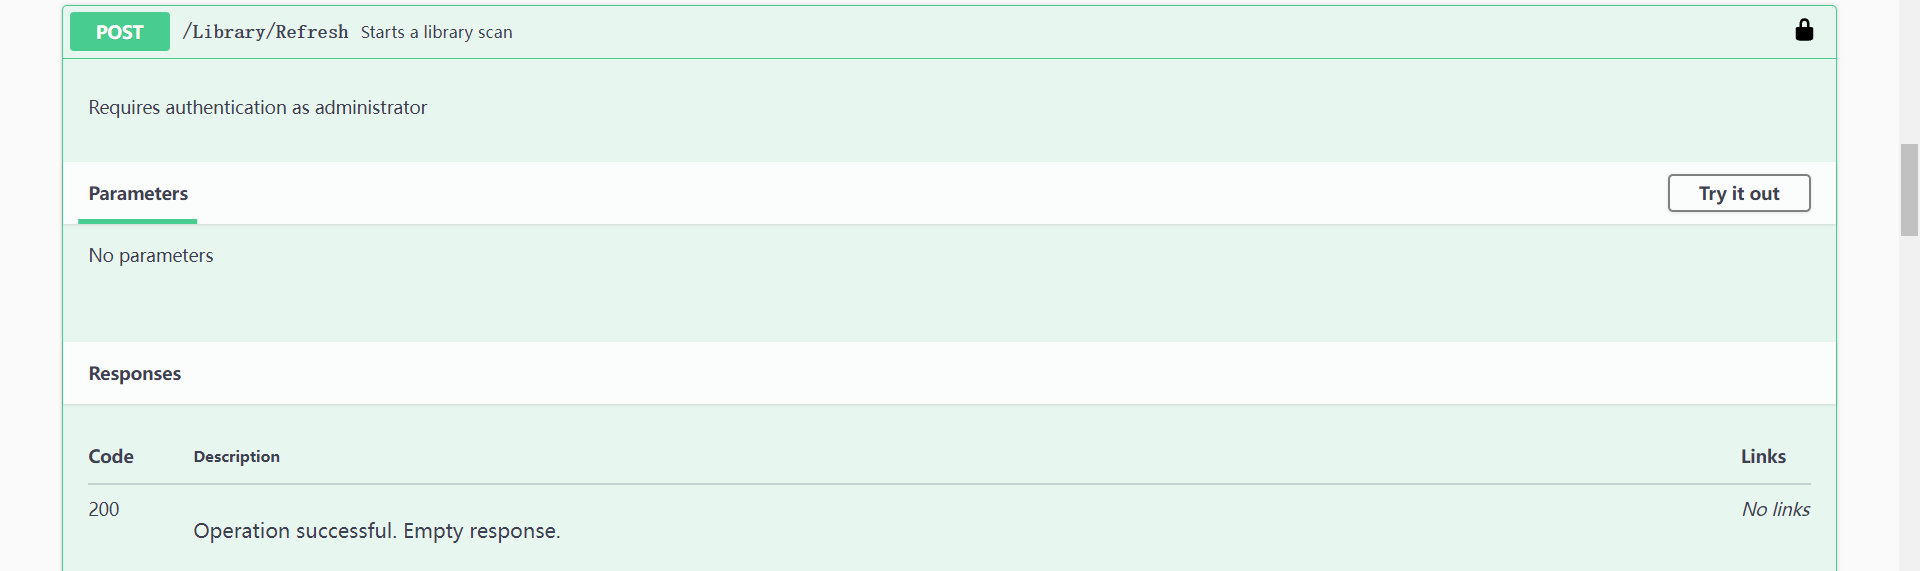 POST /Library/Refresh Starts a library scan
Requires authentication as administrator
Parameters Try it out
No parameters
Responses
Code Description Links
200 No links
Operation successful. Empty response.